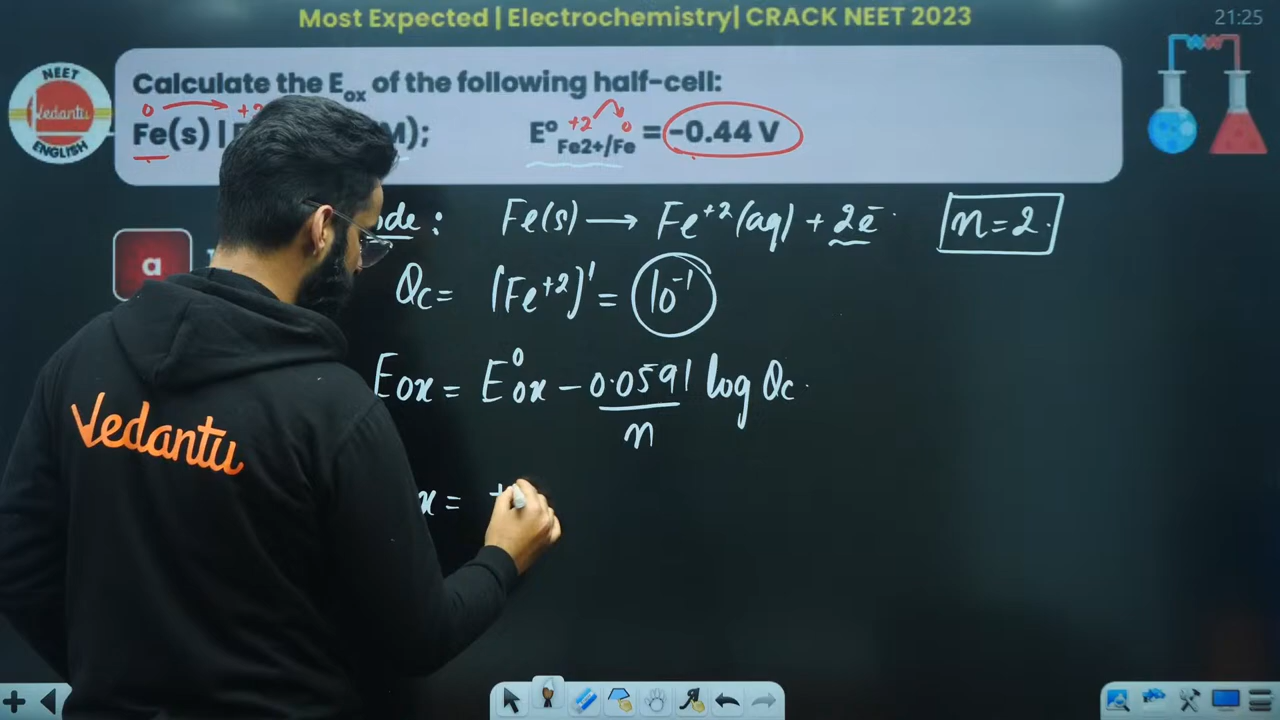 Most Expected | Electrochemistry| CRACK NEET 2023
21:25
NEET
Vedantu
ENGLISH
Calculate the Eox of the following half-cell:
0 +2 +2 0
Fe(s) | M); E° Fe2+/Fe = -0.44 V
ode : Fe(s) ⟶ Fe+2(aq) + 2e- n=2.
a
Qc = (Fe+2)1 = 10-1
Eox = E0ox - 0.0591/n log Qc.
x = +
Vedantu